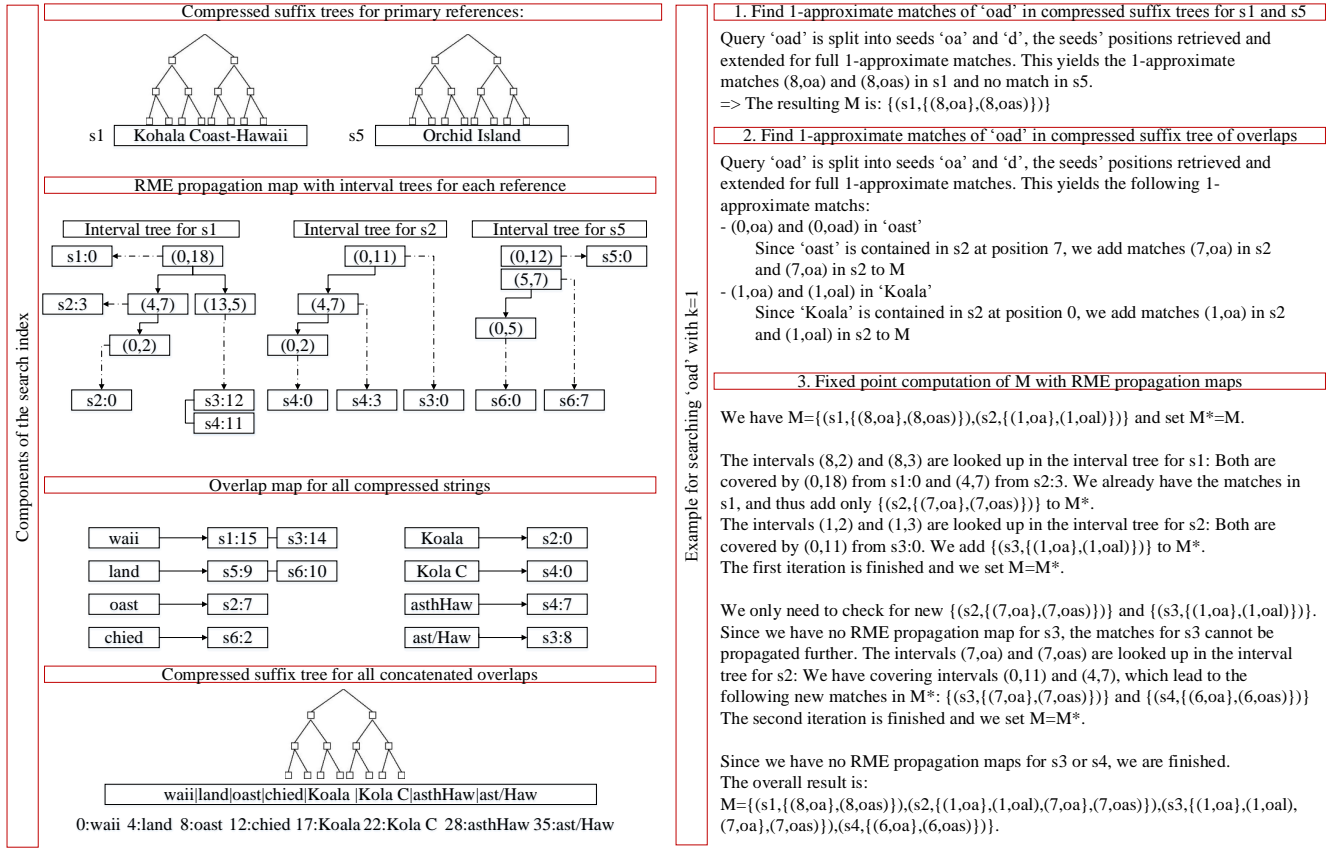 Components of the search index
Compressed suffix trees for primary references:
s1 Kohala Coast-Hawaii
s5 Orchid Island
RME propagation map with interval trees for each reference
Interval tree for s1
s1:0 (0,18)
s2:3 (4,7) (13,5)
(0,2)
s2:0 s3:12
s4:11
Interval tree for s2
(0,11)
(4,7)
(0,2)
s4:0 s4:3 s3:0
Interval tree for s5
(0,12) s5:0
(5,7)
(0,5)
s6:0 s6:7
Overlap map for all compressed strings
waii s1:15 s3:14
land s5:9 s6:10
oast s2:7
chied s6:2
Koala s2:0
Kola C s4:0
asthHaw s4:7
ast/Haw s3:8
Compressed suffix tree for all concatenated overlaps
waii|land|oast|chied|Koala |Kola C|asthHaw|ast/Haw
0:waii 4:land 8:oast 12:chied 17:Koala 22:Kola C 28:asthHaw 35:ast/Haw
Example for searching ‘oad’ with k=1
1. Find 1-approximate matches of ‘oad’ in compressed suffix trees for s1 and s5
Query ‘oad’ is split into seeds ‘oa’ and ‘d’, the seeds’ positions retrieved and
extended for full 1-approximate matches. This yields the 1-approximate
matches (8,oa) and (8,oas) in s1 and no match in s5.
=> The resulting M is: {(s1,{(8,oa},(8,oas)})}
2. Find 1-approximate matches of ‘oad’ in compressed suffix tree of overlaps
Query ‘oad’ is split into seeds ‘oa’ and ‘d’, the seeds’ positions retrieved and
extended for full 1-approximate matches. This yields the following 1-
approximate matchs:
- (0,oa) and (0,oad) in ‘oast’
Since ‘oast’ is contained in s2 at position 7, we add matches (7,oa) in s2
and (7,oa) in s2 to M
- (1,oa) and (1,oal) in ‘Koala’
Since ‘Koala’ is contained in s2 at position 0, we add matches (1,oa) in s2
and (1,oal) in s2 to M
3. Fixed point computation of M with RME propagation maps
We have M={(s1,{(8,oa},(8,oas)}),(s2,{(1,oa},(1,oal)})} and set M*=M.
The intervals (8,2) and (8,3) are looked up in the interval tree for s1: Both are
covered by (0,18) from s1:0 and (4,7) from s2:3. We already have the matches in
s1, and thus add only {(s2,{(7,oa},(7,oas)})} to M*.
The intervals (1,2) and (1,3) are looked up in the interval tree for s2: Both are
covered by (0,11) from s3:0. We add {(s3,{(1,oa},(1,oal)})} to M*.
The first iteration is finished and we set M=M*.
We only need to check for new {(s2,{(7,oa},(7,oas)})} and {(s3,{(1,oa},(1,oal)})}.
Since we have no RME propagation map for s3, the matches for s3 cannot be
propagated further. The intervals (7,oa) and (7,oas) are looked up in the interval
tree for s2: We have covering intervals (0,11) and (4,7), which lead to the
following new matches in M*: {(s3,{(7,oa},(7,oas)})} and {(s4,{(6,oa},(6,oas)})}
The second iteration is finished and we set M=M*.
Since we have no RME propagation maps for s3 or s4, we are finished.
The overall result is:
M={(s1,{(8,oa},(8,oas)}),(s2,{(1,oa},(1,oal),(7,oa},(7,oas)}),(s3,{(1,oa},(1,oal),
(7,oa},(7,oas)}),(s4,{(6,oa},(6,oas)})}.